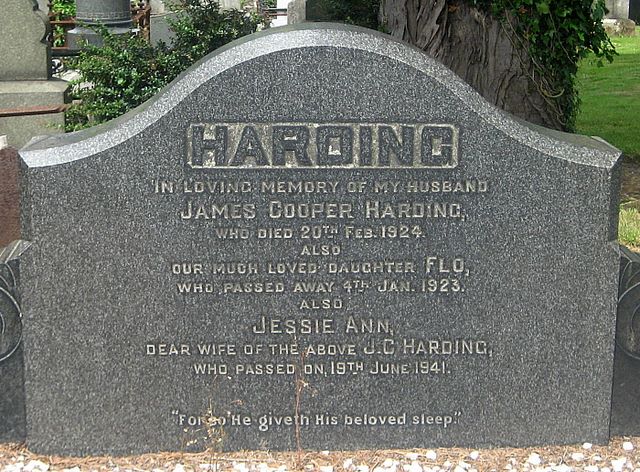 HARDING
IN LOVING MEMORY OF MY HUSBAND
JAMES COOPER HARDING,
WHO DIED 20TH FEB. 1924.
ALSO
OUR MUCH LOVED DAUGHTER FLO,
WHO PASSED AWAY 4TH JAN. 1923.
ALSO
JESSIE ANN,
DEAR WIFE OF THE ABOVE J.C HARDING,
WHO PASSED ON, 19TH JUNE 1941.
"For so He giveth His beloved sleep."